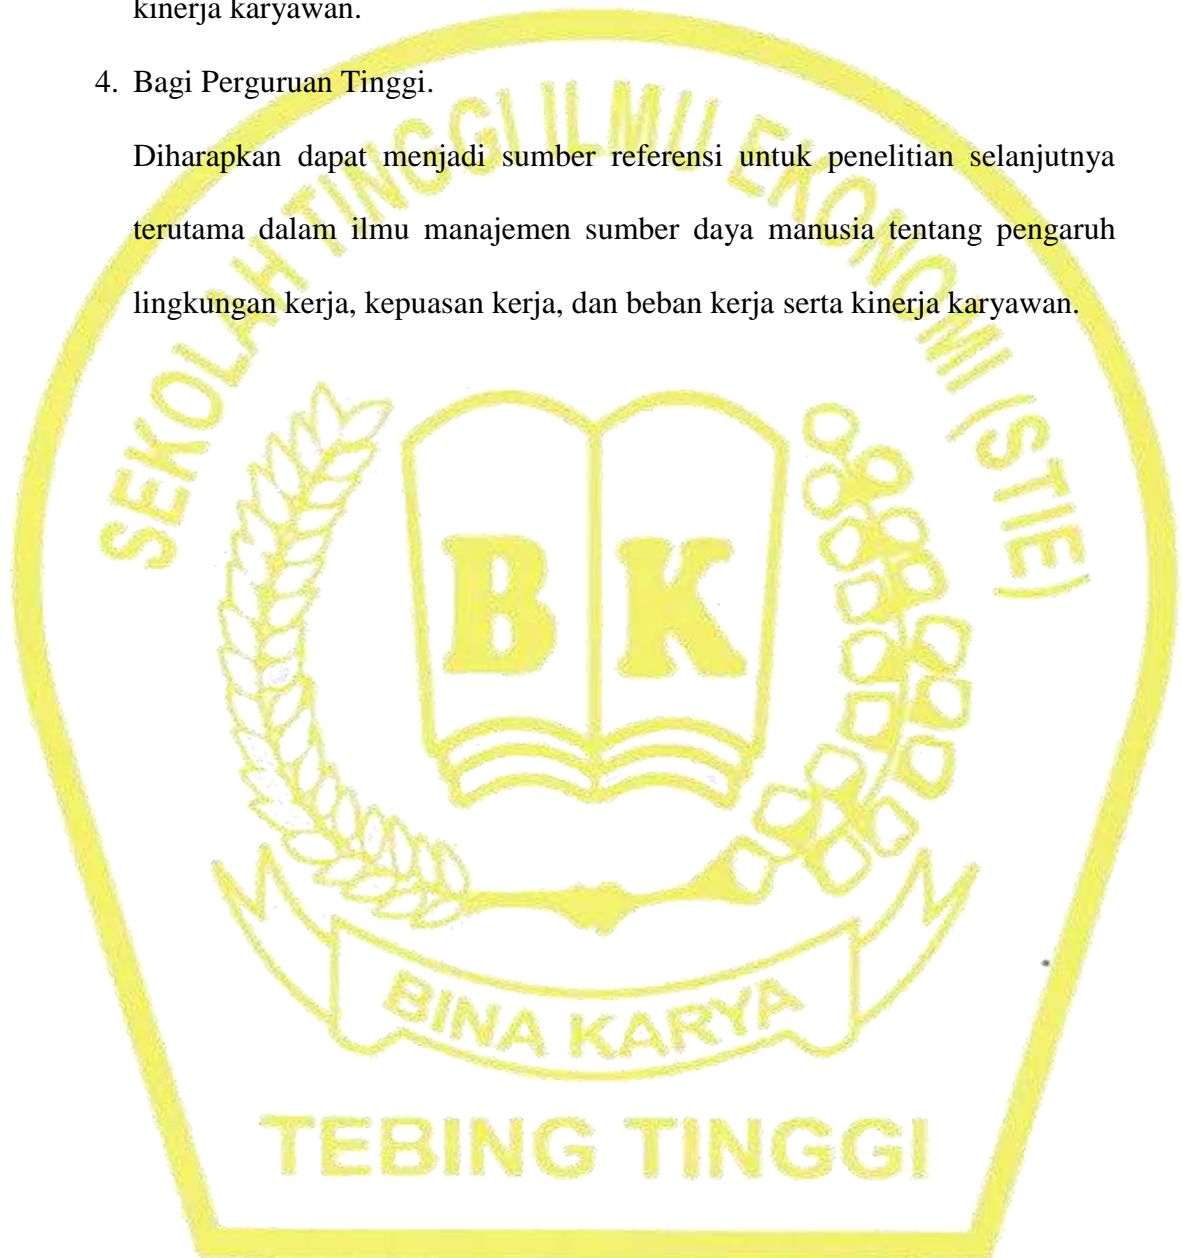 kinerja karyawan.
4. Bagi Perguruan Tinggi.
Diharapkan dapat menjadi sumber referensi untuk penelitian selanjutnya
terutama dalam ilmu manajemen sumber daya manusia tentang pengaruh
lingkungan kerja, kepuasan kerja, dan beban kerja serta kinerja karyawan.
SEKOLAH TINGGI ILMU EKONOMI (STIE)
B K
BINA KARYA
TEBING TINGGI